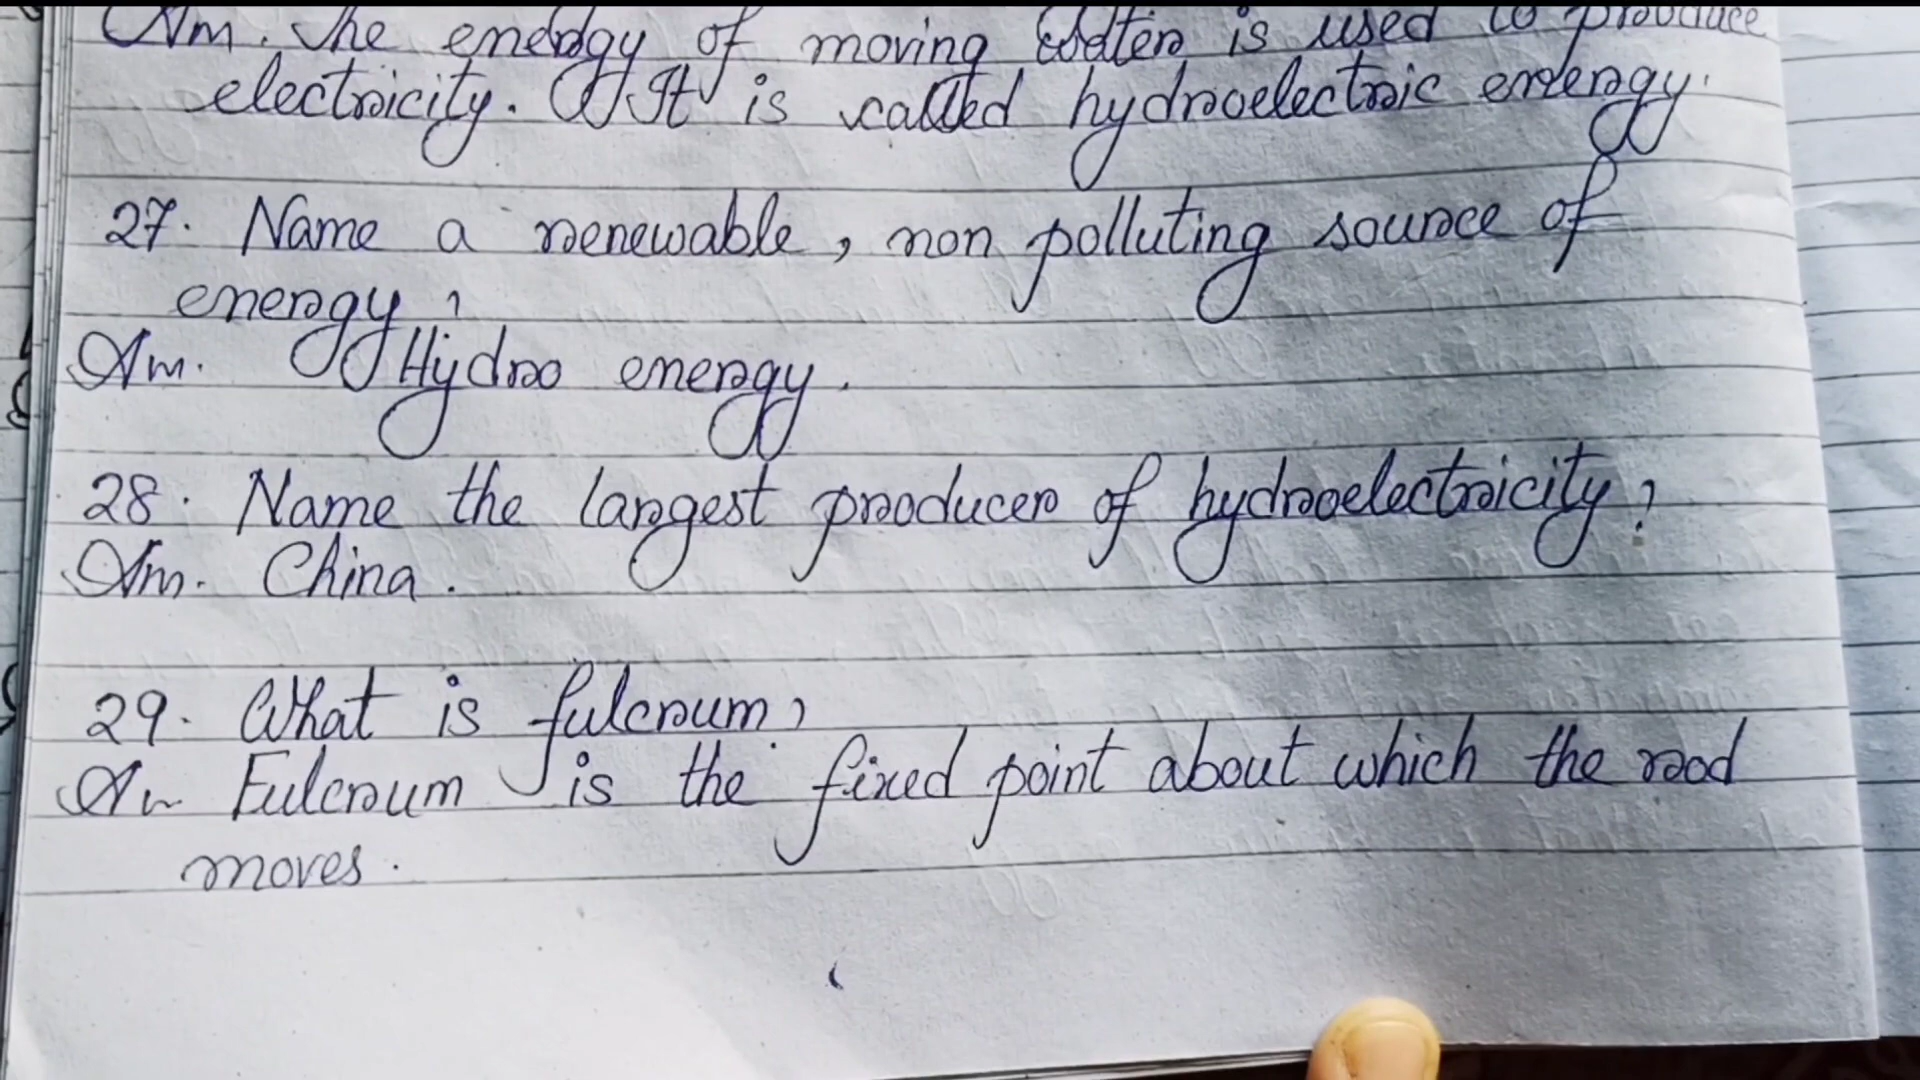 Ans. The energy of moving water is used to produce
electricity. It is called hydroelectric energy.
27. Name a renewable, non polluting source of
energy?
Ans. Hydro energy.
28. Name the largest producer of hydroelectricity?
Ans. China.
29. What is fulcrum?
Ans Fulcrum is the fixed point about which the rod
moves.